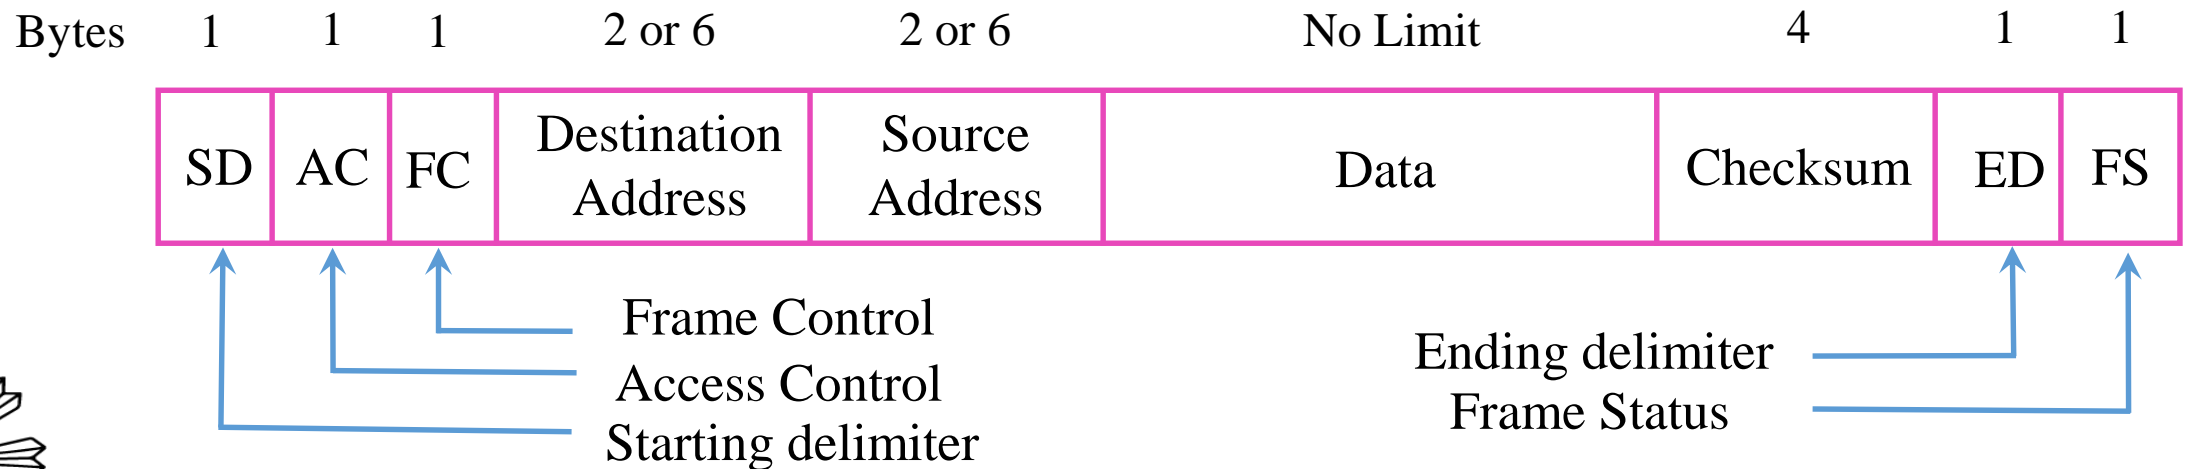 Bytes 1 1 1 2 or 6 2 or 6 No Limit 4 1 1
SD AC FC Destination Address Source Address Data Checksum ED FS
Frame Control
Access Control
Starting delimiter
Ending delimiter
Frame Status